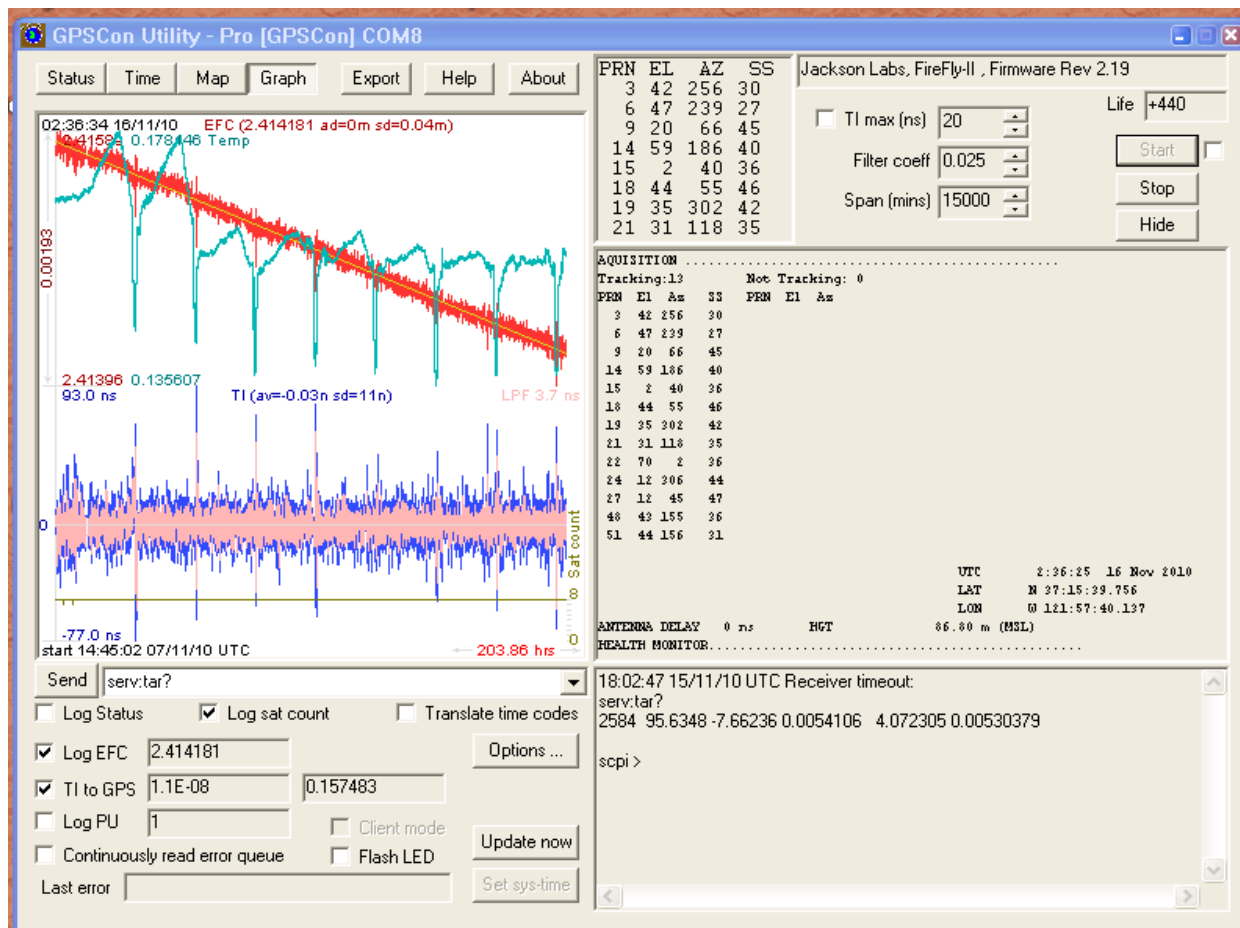 GPSCon Utility - Pro [GPSCon] COM8
Status Time Map Graph Export Help About
02:36:34 16/11/10 EFC (2.414181 ad=0m sd=0.04m)
2.41589 0.178446 Temp
0.00193
2.41396 0.135607
93.0 ns TI (av=-0.03n sd=11n) LPF 3.7 ns
0
Sat count
8
-77.0 ns 0
start 14:45:02 07/11/10 UTC 203.86 hrs
PRN EL AZ SS
3 42 256 30
6 47 239 27
9 20 66 45
14 59 186 40
15 2 40 36
18 44 55 46
19 35 302 42
21 31 118 35
Jackson Labs, FireFly-II , Firmware Rev 2.19
Life +440
TI max (ns) 20
Filter coeff 0.025
Span (mins) 15000
Start
Stop
Hide
AQUISITION ........................................................
Tracking:13 Not Tracking: 0
PRN El Az SS PRN El Az
3 42 256 30
6 47 239 27
9 20 66 45
14 59 186 40
15 2 40 36
18 44 55 46
19 35 302 42
21 31 118 35
22 70 2 36
24 12 306 44
27 12 45 47
48 43 155 36
51 44 156 31
UTC 2:36:25 16 Nov 2010
LAT N 37:15:39.756
LON W 121:57:40.137
ANTENNA DELAY 0 ns HGT 86.80 m (MSL)
HEALTH MONITOR........................................................
Send serv:tar?
Log Status Log sat count Translate time codes
Log EFC 2.414181 Options ...
TI to GPS 1.1E-08 0.157483
Log PU 1 Client mode
Update now
Continuously read error queue Flash LED
Last error Set sys-time
18:02:47 15/11/10 UTC Receiver timeout:
serv:tar?
2584 95.6348 -7.66236 0.0054106 4.072305 0.00530379
scpi >